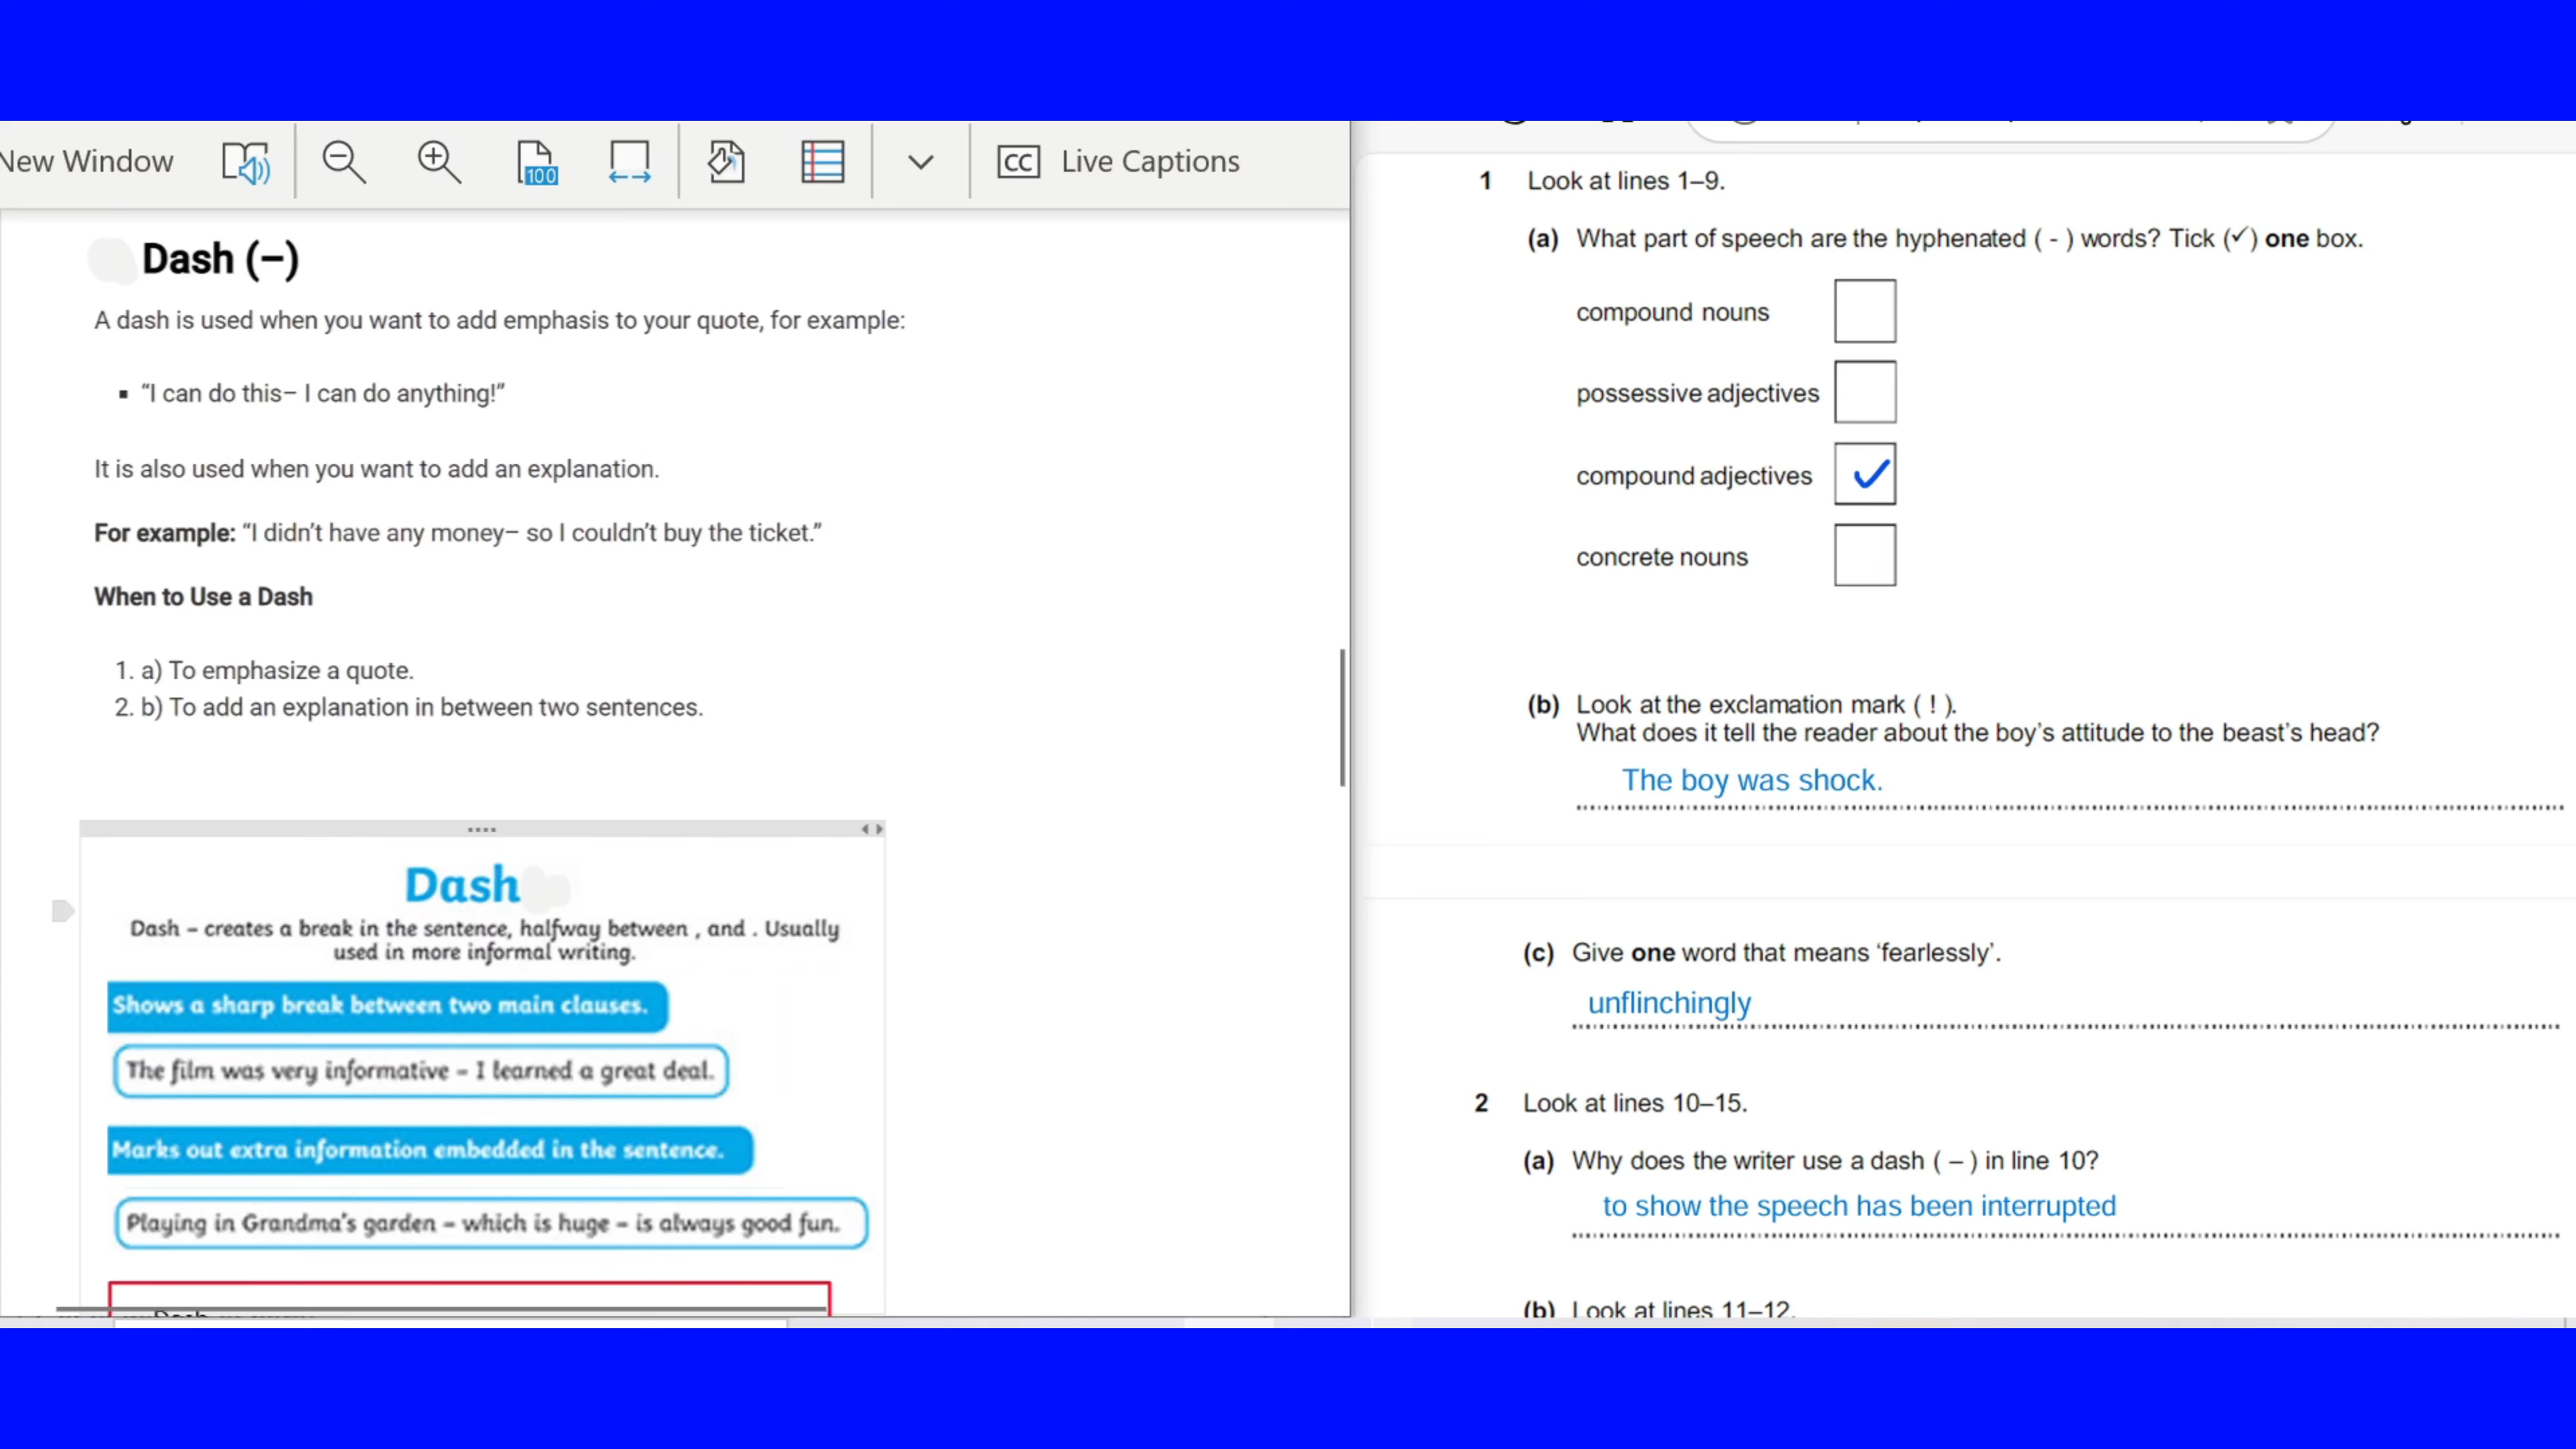 New Window
100
CC Live Captions
Dash (–)
A dash is used when you want to add emphasis to your quote, for example:
▪ “I can do this– I can do anything!”
It is also used when you want to add an explanation.
For example: “I didn’t have any money– so I couldn’t buy the ticket.”
When to Use a Dash
1. a) To emphasize a quote.
2. b) To add an explanation in between two sentences.
Dash
Dash – creates a break in the sentence, halfway between , and . Usually
used in more informal writing.
Shows a sharp break between two main clauses.
The film was very informative – I learned a great deal.
Marks out extra information embedded in the sentence.
Playing in Grandma’s garden – which is huge – is always good fun.
1 Look at lines 1–9.
(a) What part of speech are the hyphenated ( - ) words? Tick (✓) one box.
compound nouns
possessive adjectives
compound adjectives ✓
concrete nouns
(b) Look at the exclamation mark ( ! ).
What does it tell the reader about the boy’s attitude to the beast’s head?
The boy was shock.
(c) Give one word that means ‘fearlessly’.
unflinchingly
2 Look at lines 10–15.
(a) Why does the writer use a dash ( – ) in line 10?
to show the speech has been interrupted
(b) Look at lines 11–12.